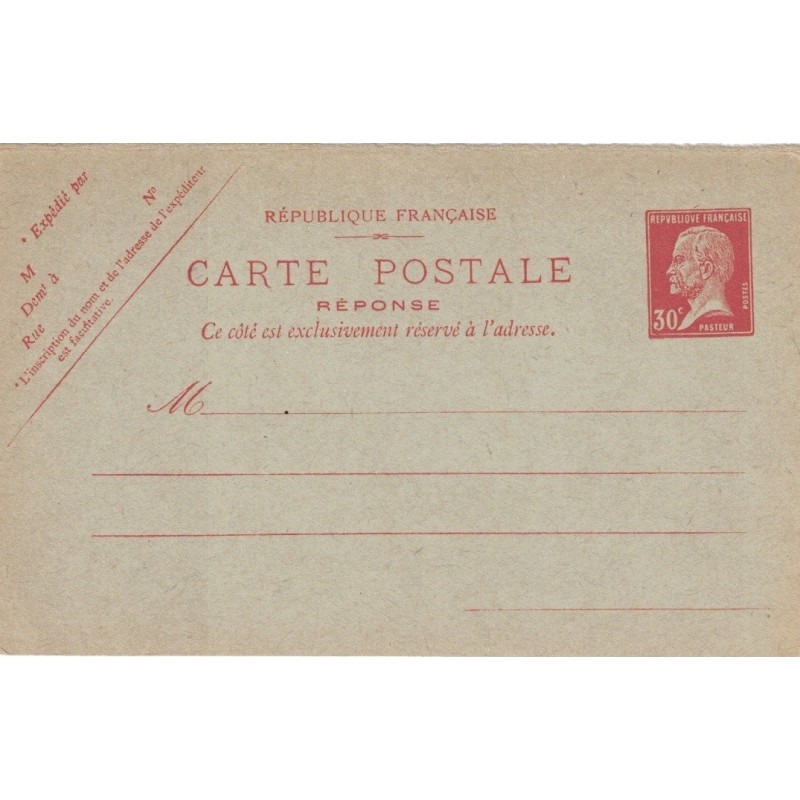 * Expédié par
M
N°
Demt à
Rue
* L'inscription du nom et de l'adresse de l'expéditeur
est facultative.
RÉPUBLIQUE FRANÇAISE
CARTE POSTALE
RÉPONSE
Ce côté est exclusivement réservé à l'adresse.
M
REPVBLIQVE FRANÇAISE
POSTES
30c
PASTEUR